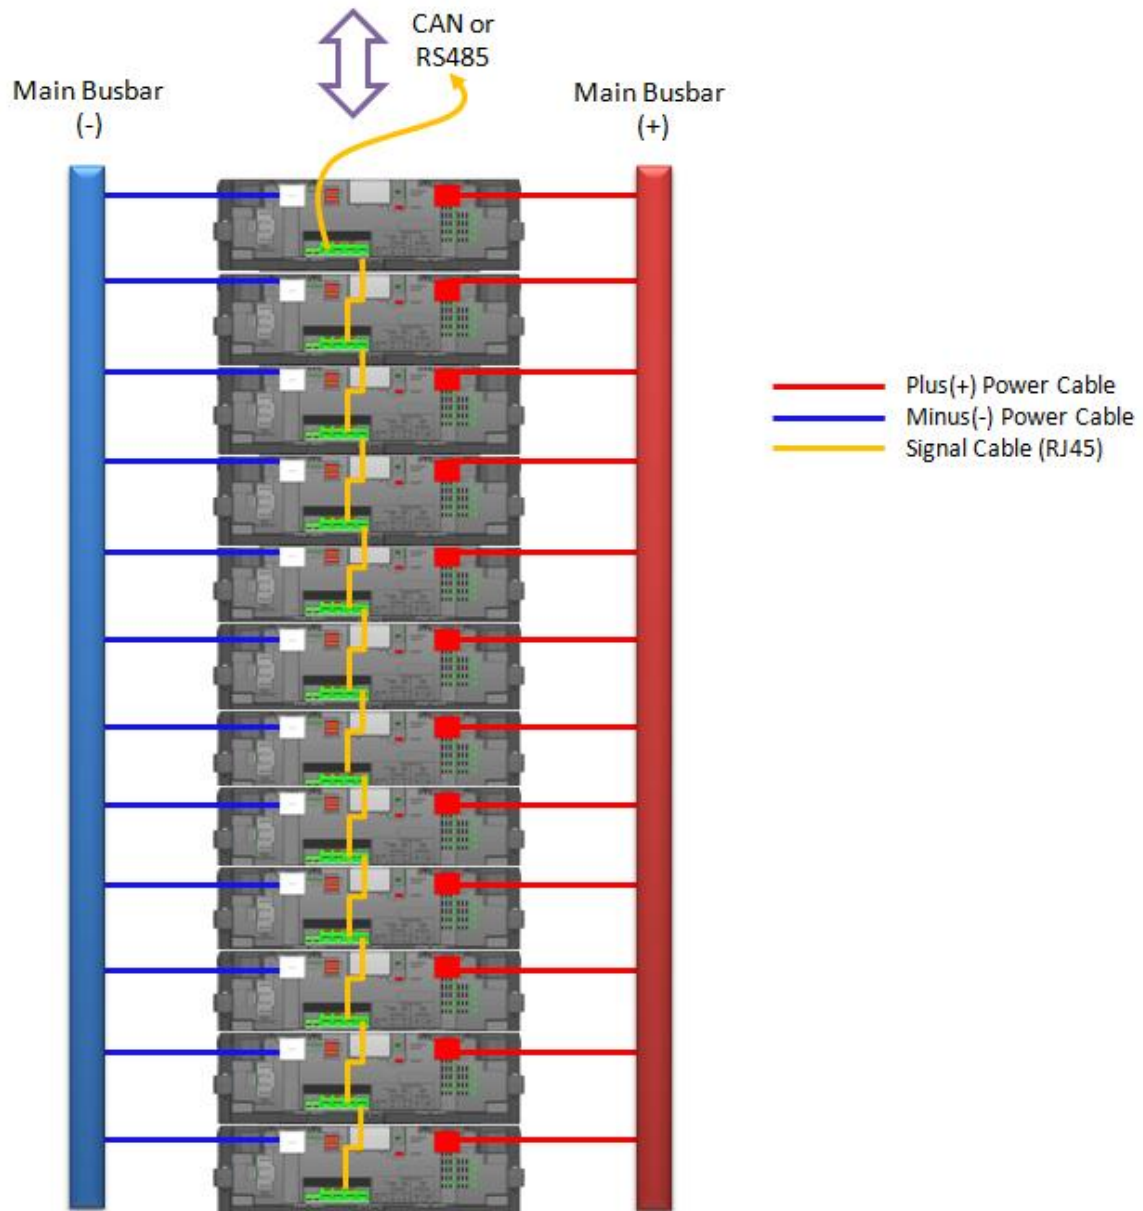 CAN or
RS485
Main Busbar
(-)
Main Busbar
(+)
Plus(+) Power Cable
Minus(-) Power Cable
Signal Cable (RJ45)